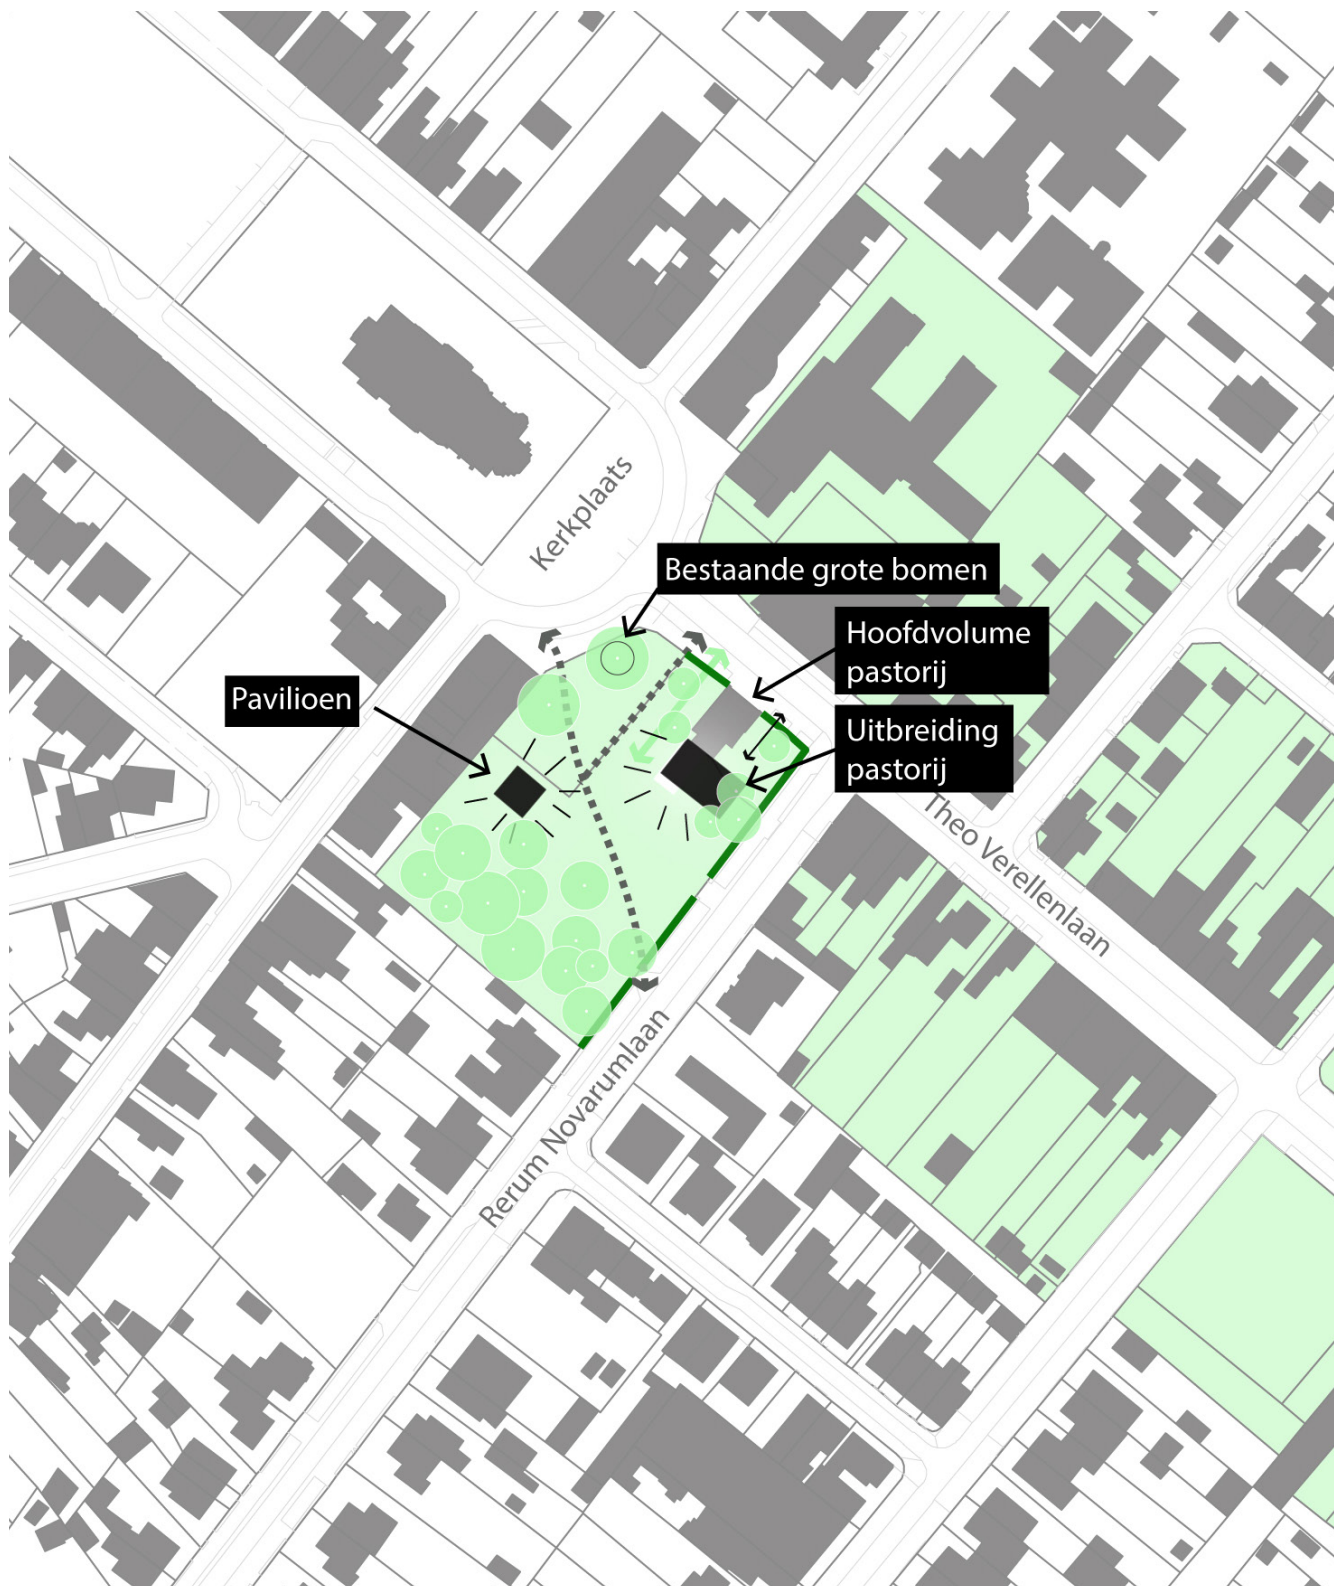 Kerkplaats
Bestaande grote bomen
Hoofdvolume
pastorij
Pavilioen
Uitbreiding
pastorij
Theo Verellenlaan
Rerum Novarumlaan